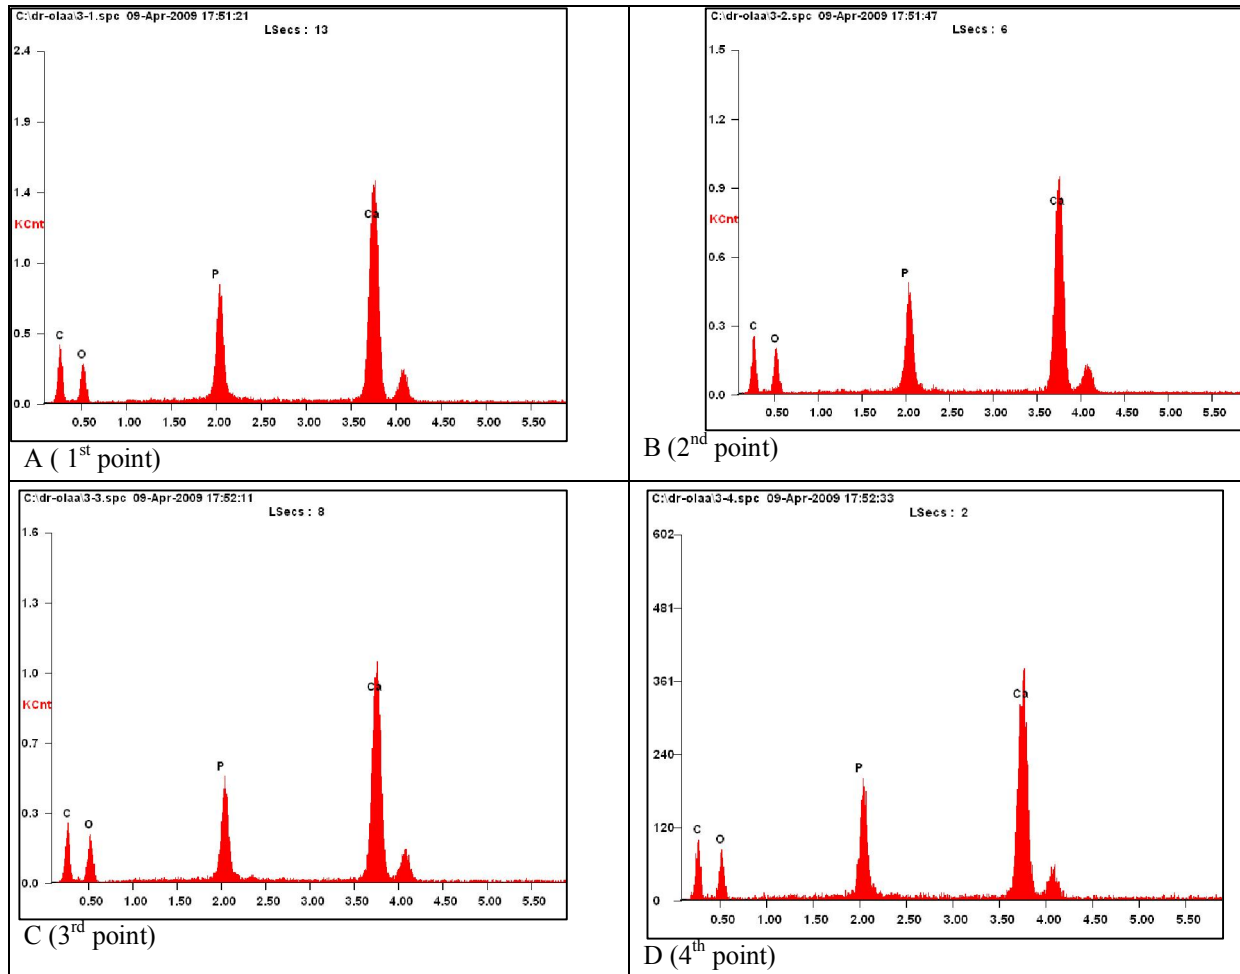 C:\dr-olaa\3-1.spc 09-Apr-2009 17:51:21
LSecs : 13
2.4
1.9
1.4
KCnt
Ca
1.0
P
0.5
C
O
0.0
0.50 1.00 1.50 2.00 2.50 3.00 3.50 4.00 4.50 5.00 5.50
A ( 1st point)
C:\dr-olaa\3-2.spc 09-Apr-2009 17:51:47
LSecs : 6
1.5
1.2
0.9
Ca
KCnt
0.6
P
0.3
C
O
0.0
0.50 1.00 1.50 2.00 2.50 3.00 3.50 4.00 4.50 5.00 5.50
B (2nd point)
C:\dr-olaa\3-3.spc 09-Apr-2009 17:52:11
LSecs : 8
1.6
1.3
1.0
Ca
KCnt
0.7
P
0.3
C
O
0.0
0.50 1.00 1.50 2.00 2.50 3.00 3.50 4.00 4.50 5.00 5.50
C (3rd point)
C:\dr-olaa\3-4.spc 09-Apr-2009 17:52:33
LSecs : 2
602
481
361
Ca
240
P
120
C
O
0
0.50 1.00 1.50 2.00 2.50 3.00 3.50 4.00 4.50 5.00 5.50
D (4th point)